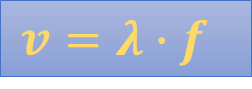 v = λ · f